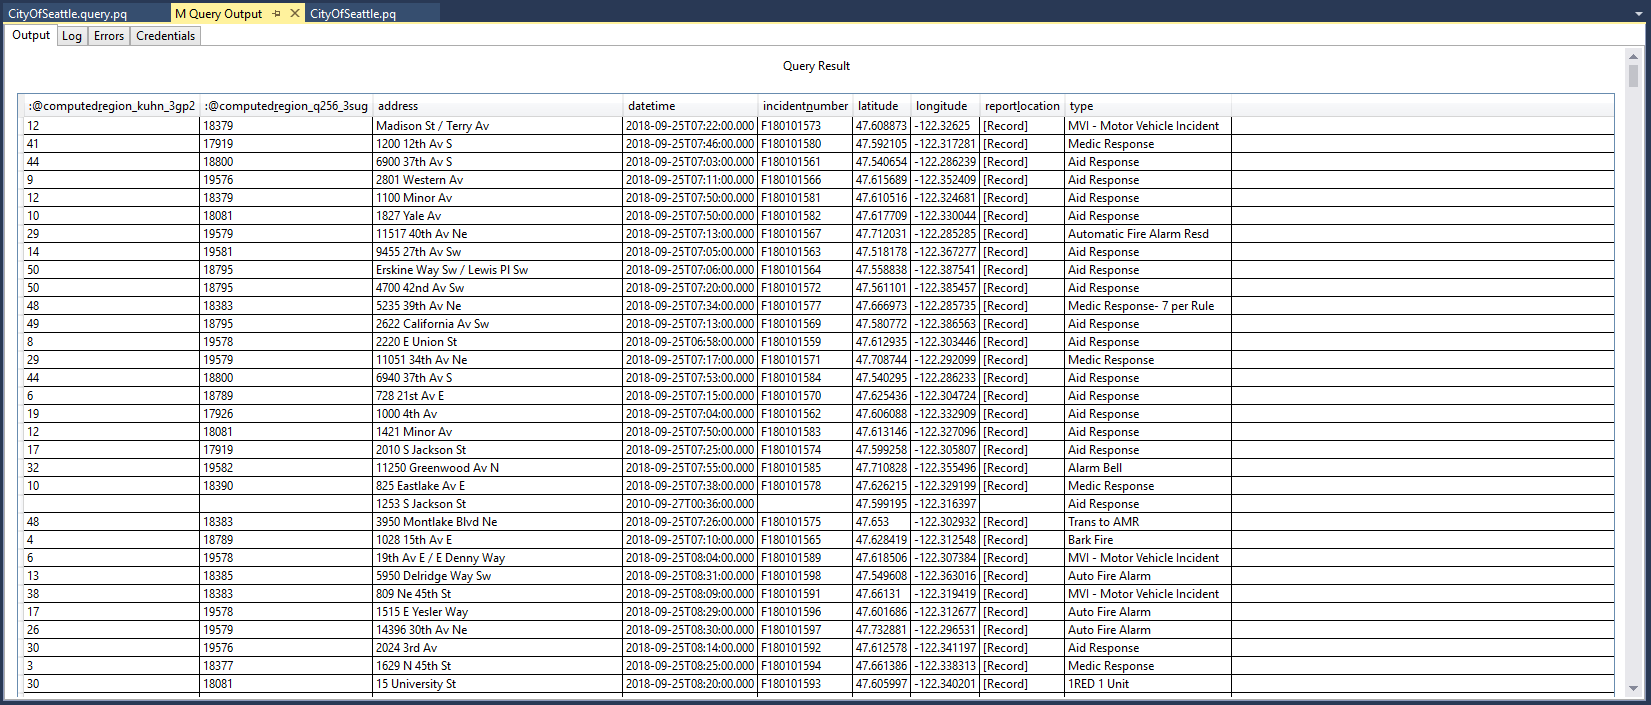 CityOfSeattle.query.pq M Query Output CityOfSeattle.pq
Output Log Errors Credentials
Query Result
:@computedregion_kuhn_3gp2 :@computedregion_q256_3sug address datetime incidentnumber latitude longitude reportlocation type
12 18379 Madison St / Terry Av 2018-09-25T07:22:00.000 F180101573 47.608873 -122.32625 [Record] MVI - Motor Vehicle Incident
41 17919 1200 12th Av S 2018-09-25T07:46:00.000 F180101580 47.592105 -122.317281 [Record] Medic Response
44 18800 6900 37th Av S 2018-09-25T07:03:00.000 F180101561 47.540654 -122.286239 [Record] Aid Response
9 19576 2801 Western Av 2018-09-25T07:11:00.000 F180101566 47.615689 -122.352409 [Record] Aid Response
12 18379 1100 Minor Av 2018-09-25T07:50:00.000 F180101581 47.610516 -122.324681 [Record] Aid Response
10 18081 1827 Yale Av 2018-09-25T07:50:00.000 F180101582 47.617709 -122.330044 [Record] Aid Response
29 19579 11517 40th Av Ne 2018-09-25T07:13:00.000 F180101567 47.712031 -122.285285 [Record] Automatic Fire Alarm Resd
14 19581 9455 27th Av Sw 2018-09-25T07:05:00.000 F180101563 47.518178 -122.367277 [Record] Aid Response
50 18795 Erskine Way Sw / Lewis Pl Sw 2018-09-25T07:06:00.000 F180101564 47.558838 -122.387541 [Record] Aid Response
50 18795 4700 42nd Av Sw 2018-09-25T07:20:00.000 F180101572 47.561101 -122.385457 [Record] Aid Response
48 18383 5235 39th Av Ne 2018-09-25T07:34:00.000 F180101577 47.666973 -122.285735 [Record] Medic Response- 7 per Rule
49 18795 2622 California Av Sw 2018-09-25T07:13:00.000 F180101569 47.580772 -122.386563 [Record] Aid Response
8 19578 2220 E Union St 2018-09-25T06:58:00.000 F180101559 47.612935 -122.303446 [Record] Aid Response
29 19579 11051 34th Av Ne 2018-09-25T07:17:00.000 F180101571 47.708744 -122.292099 [Record] Medic Response
44 18800 6940 37th Av S 2018-09-25T07:53:00.000 F180101584 47.540295 -122.286233 [Record] Aid Response
6 18789 728 21st Av E 2018-09-25T07:15:00.000 F180101570 47.625436 -122.304724 [Record] Aid Response
19 17926 1000 4th Av 2018-09-25T07:04:00.000 F180101562 47.606088 -122.332909 [Record] Aid Response
12 18081 1421 Minor Av 2018-09-25T07:50:00.000 F180101583 47.613146 -122.327096 [Record] Aid Response
17 17919 2010 S Jackson St 2018-09-25T07:25:00.000 F180101574 47.599258 -122.305807 [Record] Aid Response
32 19582 11250 Greenwood Av N 2018-09-25T07:55:00.000 F180101585 47.710828 -122.355496 [Record] Alarm Bell
10 18390 825 Eastlake Av E 2018-09-25T07:38:00.000 F180101578 47.626215 -122.329199 [Record] Medic Response
1253 S Jackson St 2010-09-27T00:36:00.000 47.599195 -122.316397 Aid Response
48 18383 3950 Montlake Blvd Ne 2018-09-25T07:26:00.000 F180101575 47.653 -122.302932 [Record] Trans to AMR
4 18789 1028 15th Av E 2018-09-25T07:10:00.000 F180101565 47.628419 -122.312548 [Record] Bark Fire
6 19578 19th Av E / E Denny Way 2018-09-25T08:04:00.000 F180101589 47.618506 -122.307384 [Record] MVI - Motor Vehicle Incident
13 18385 5950 Delridge Way Sw 2018-09-25T08:31:00.000 F180101598 47.549608 -122.363016 [Record] Auto Fire Alarm
38 18383 809 Ne 45th St 2018-09-25T08:09:00.000 F180101591 47.66131 -122.319419 [Record] MVI - Motor Vehicle Incident
17 19578 1515 E Yesler Way 2018-09-25T08:29:00.000 F180101596 47.601686 -122.312677 [Record] Auto Fire Alarm
26 19579 14396 30th Av Ne 2018-09-25T08:30:00.000 F180101597 47.732881 -122.296531 [Record] Auto Fire Alarm
30 19576 2024 3rd Av 2018-09-25T08:14:00.000 F180101592 47.612578 -122.341197 [Record] Aid Response
3 18377 1629 N 45th St 2018-09-25T08:25:00.000 F180101594 47.661386 -122.338313 [Record] Medic Response
30 18081 15 University St 2018-09-25T08:20:00.000 F180101593 47.605997 -122.340201 [Record] 1RED 1 Unit